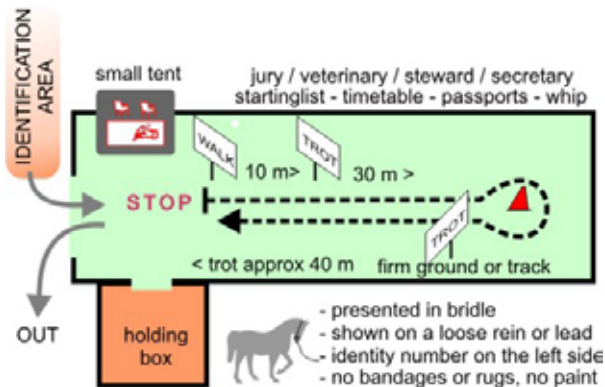 IDENTIFICATION
AREA
small tent
jury / veterinary / steward / secretary
startinglist - timetable - passports - whip
WALK
10 m>
TROT
30 m >
STOP
TROT
< trot approx 40 m
firm ground or track
OUT
holding
box
- presented in bridle
- shown on a loose rein or lead
- identity number on the left side
- no bandages or rugs, no paint